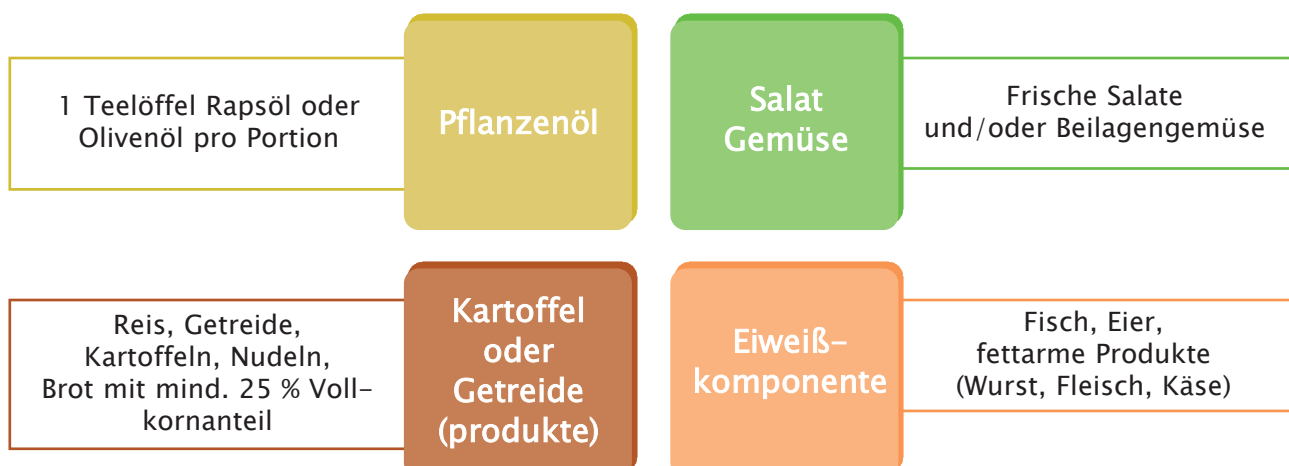 1 Teelöffel Rapsöl oder
Olivenöl pro Portion
Pflanzenöl
Salat
Gemüse
Frische Salate
und/oder Beilagengemüse
Reis, Getreide,
Kartoffeln, Nudeln,
Brot mit mind. 25 % Voll-
kornanteil
Kartoffel
oder
Getreide
(produkte)
Eiweiß-
komponente
Fisch, Eier,
fettarme Produkte
(Wurst, Fleisch, Käse)